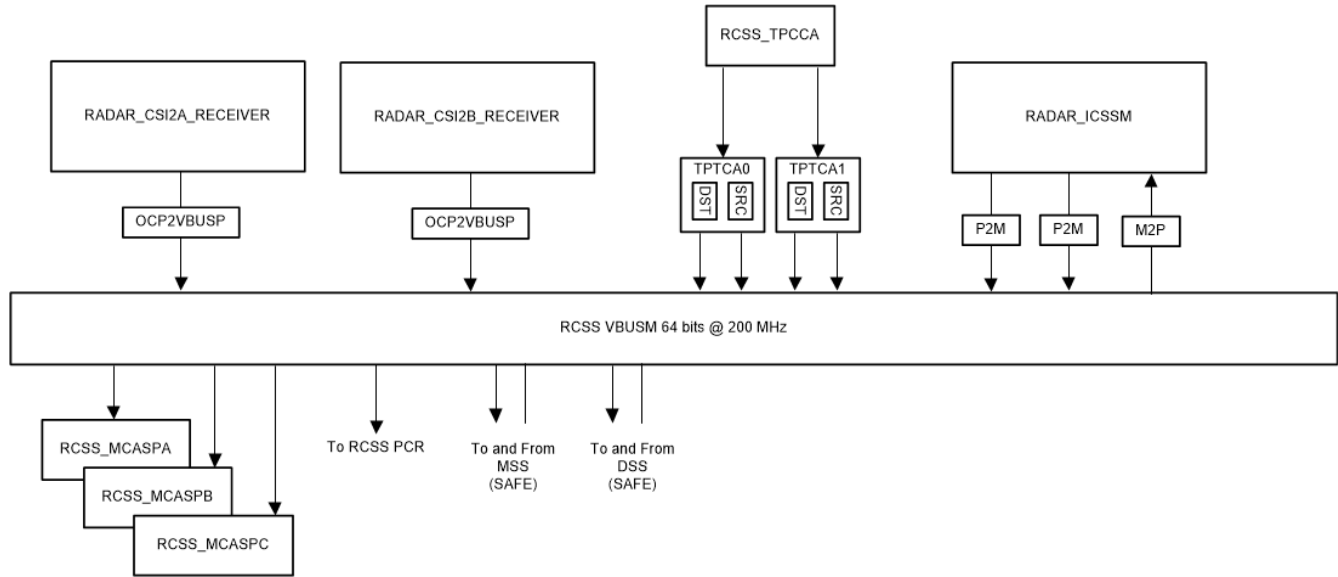 RCSS_TPCCA
RADAR_CSI2A_RECEIVER
RADAR_CSI2B_RECEIVER
RADAR_ICSSM
TPTCA0
DST
SRC
TPTCA1
DST
SRC
OCP2VBUSP
OCP2VBUSP
P2M
P2M
M2P
RCSS VBUSM 64 bits @ 200 MHz
RCSS_MCASPA
RCSS_MCASPB
RCSS_MCASPC
To RCSS PCR
To and From
MSS
(SAFE)
To and From
DSS
(SAFE)